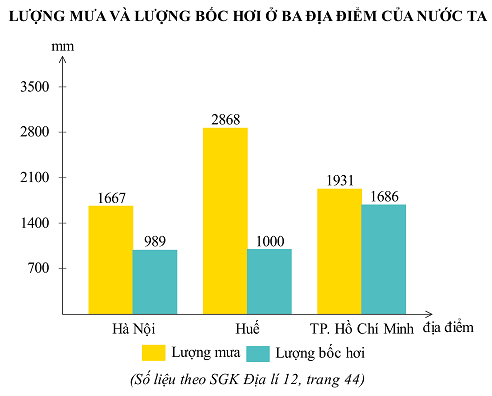 LƯỢNG MƯA VÀ LƯỢNG BỐC HƠI Ở BA ĐỊA ĐIỂM CỦA NƯỚC TA
mm
3500
2800
2100
1400
700
1667
989
2868
1000
1931
1686
Hà Nội
Huế
TP. Hồ Chí Minh
địa điểm
Lượng mưa
Lượng bốc hơi
(Số liệu theo SGK Địa lí 12, trang 44)